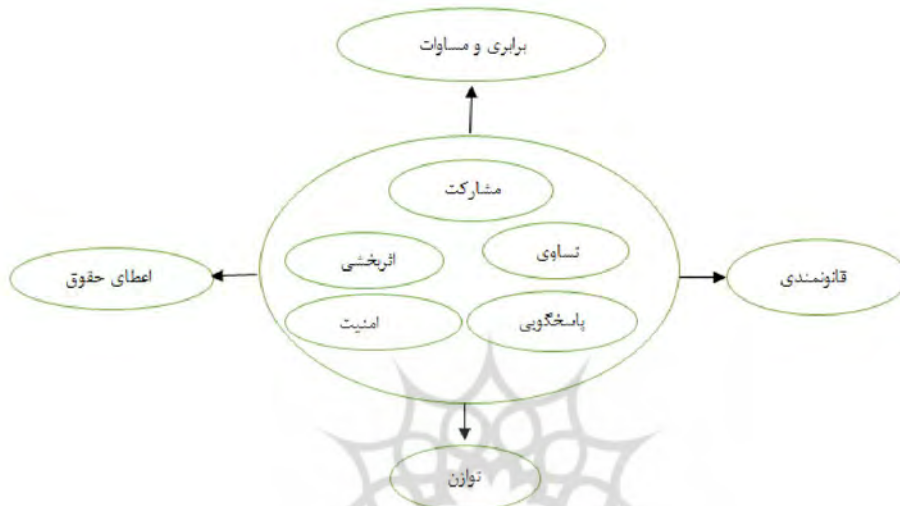 برابری و مساوات
مشارکت
تساوی
اثربخشی
قانونمندی
اعطای حقوق
پاسخگویی
امنیت
توازن